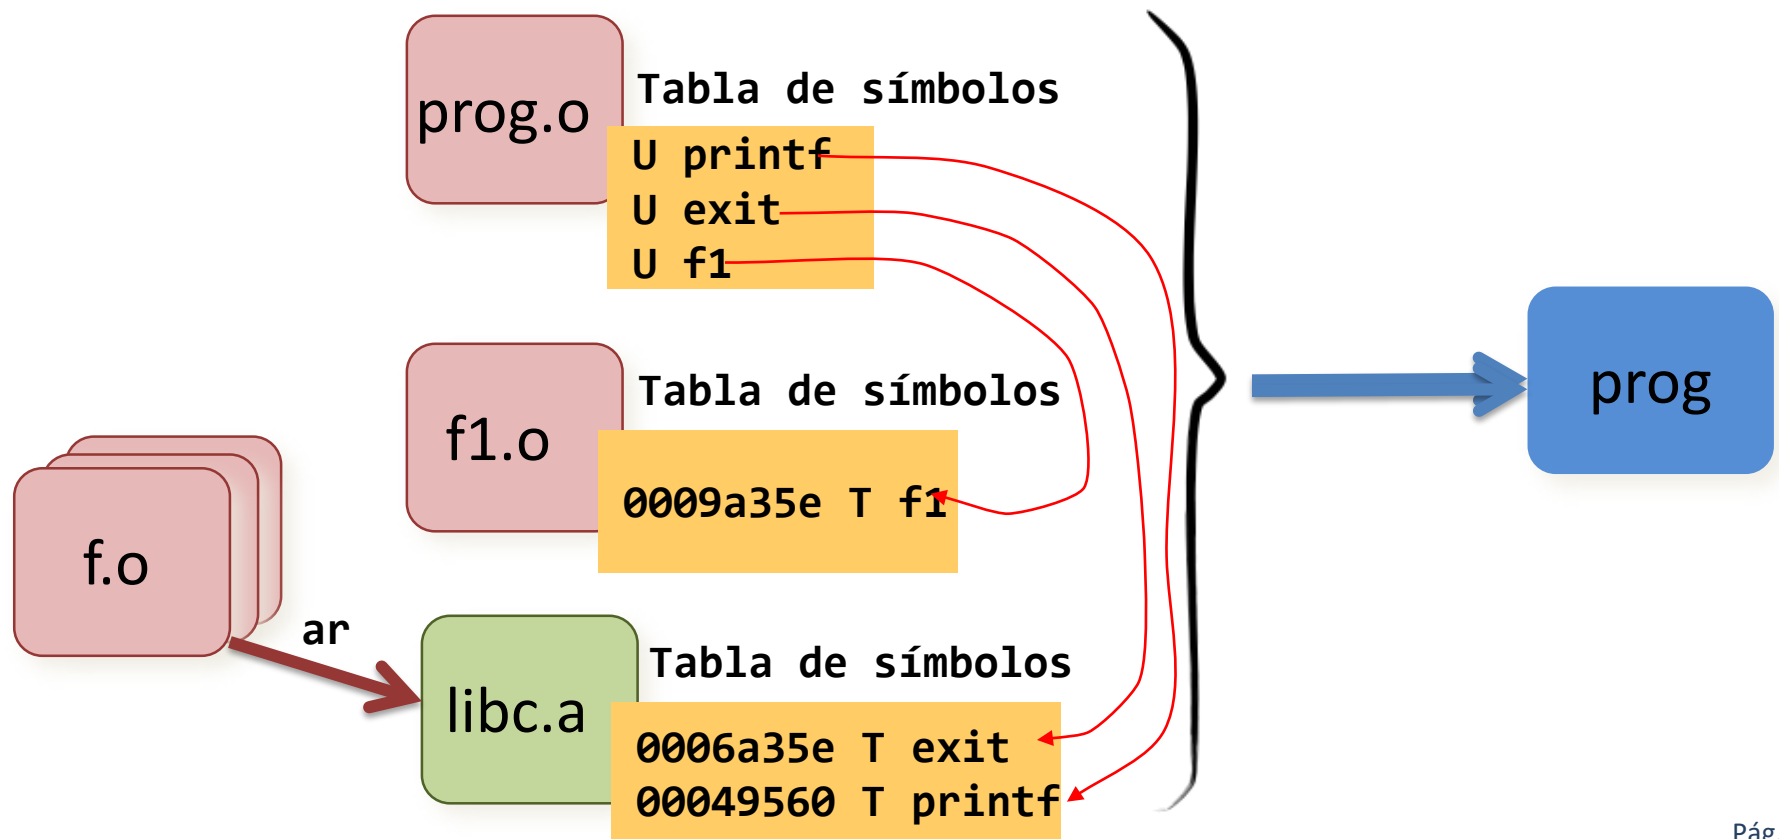 prog.o
Tabla de símbolos
U printf
U exit
U f1
f1.o
Tabla de símbolos
0009a35e T f1
f.o
ar
libc.a
Tabla de símbolos
0006a35e T exit
00049560 T printf
prog
Pág